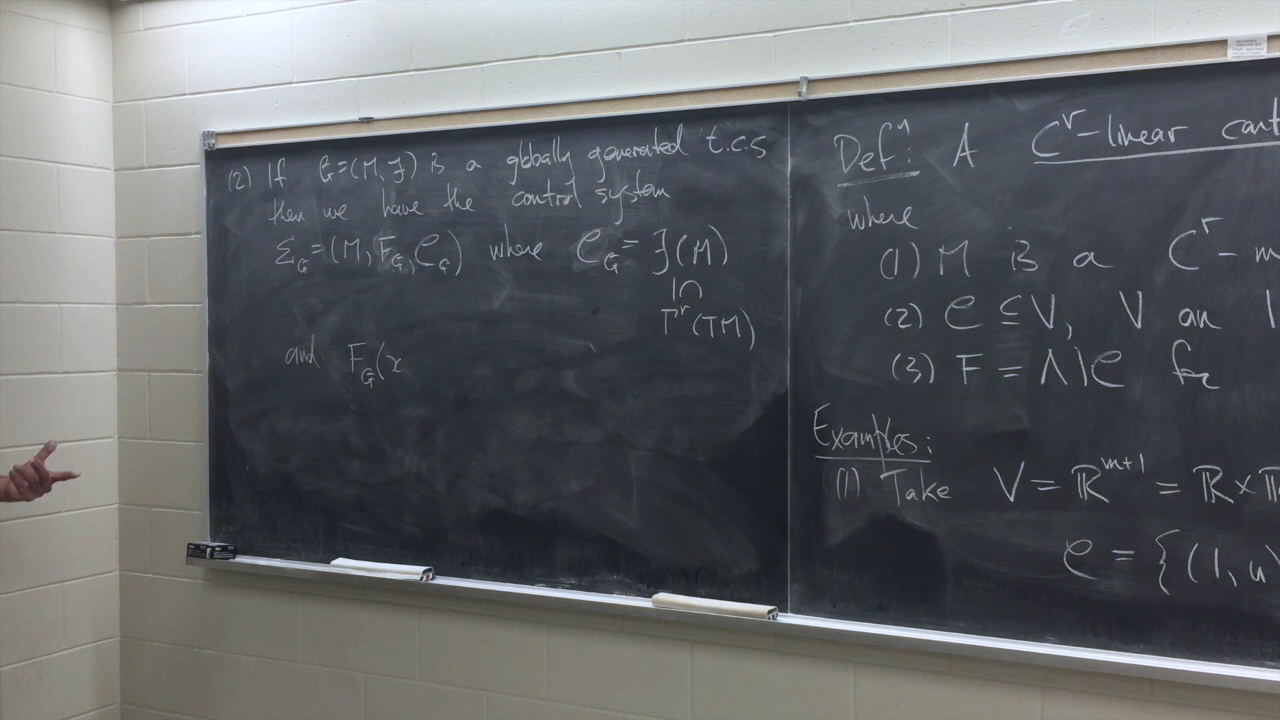 (2) If G=(M,ℱ) is a globally generated t.c.s
then we have the control system
Σ_G=(M,F_G,𝒞_G) where 𝒞_G=ℱ(M)
|∩
Γ^r(TM)
and F_G(x
Def^n: A C^r-linear cont
where
(1) M is a C^r-m
(2) 𝒞⊆V, V an
(3) F=Λ|𝒞 for
Examples:
(1) Take V=ℝ^{m+1}=ℝ×ℝ
𝒞={(1,u)